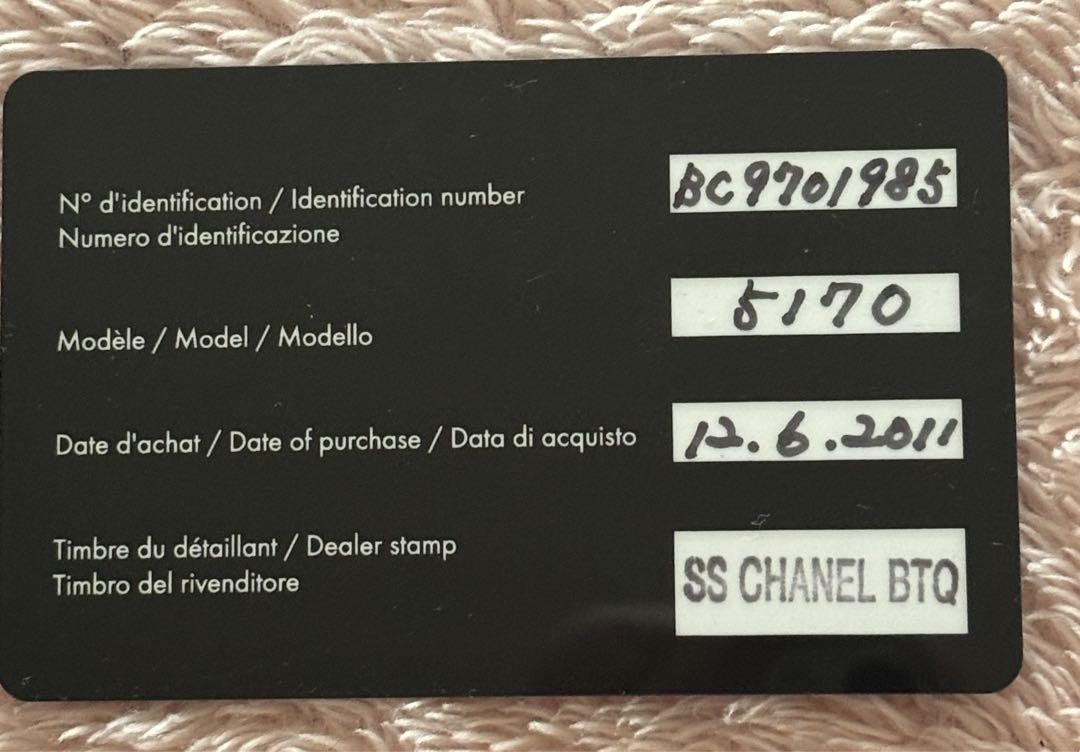 N° d'identification / Identification number
Numero d'identificazione
BC9701985
Modèle / Model / Modello
5170
Date d'achat / Date of purchase / Data di acquisto
12.6.2011
Timbre du détaillant / Dealer stamp
Timbro del rivenditore
SS CHANEL BTQ